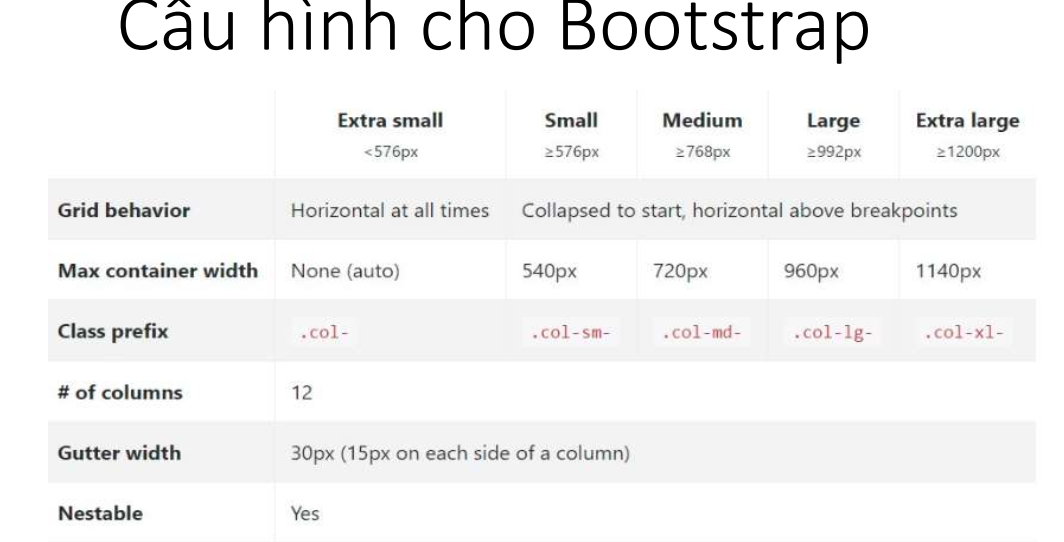 Cấu hình cho Bootstrap
Extra small Small Medium Large Extra large
<576px ≥576px ≥768px ≥992px ≥1200px
Grid behavior Horizontal at all times Collapsed to start, horizontal above breakpoints
Max container width None (auto) 540px 720px 960px 1140px
Class prefix .col- .col-sm- .col-md- .col-lg- .col-xl-
# of columns 12
Gutter width 30px (15px on each side of a column)
Nestable Yes